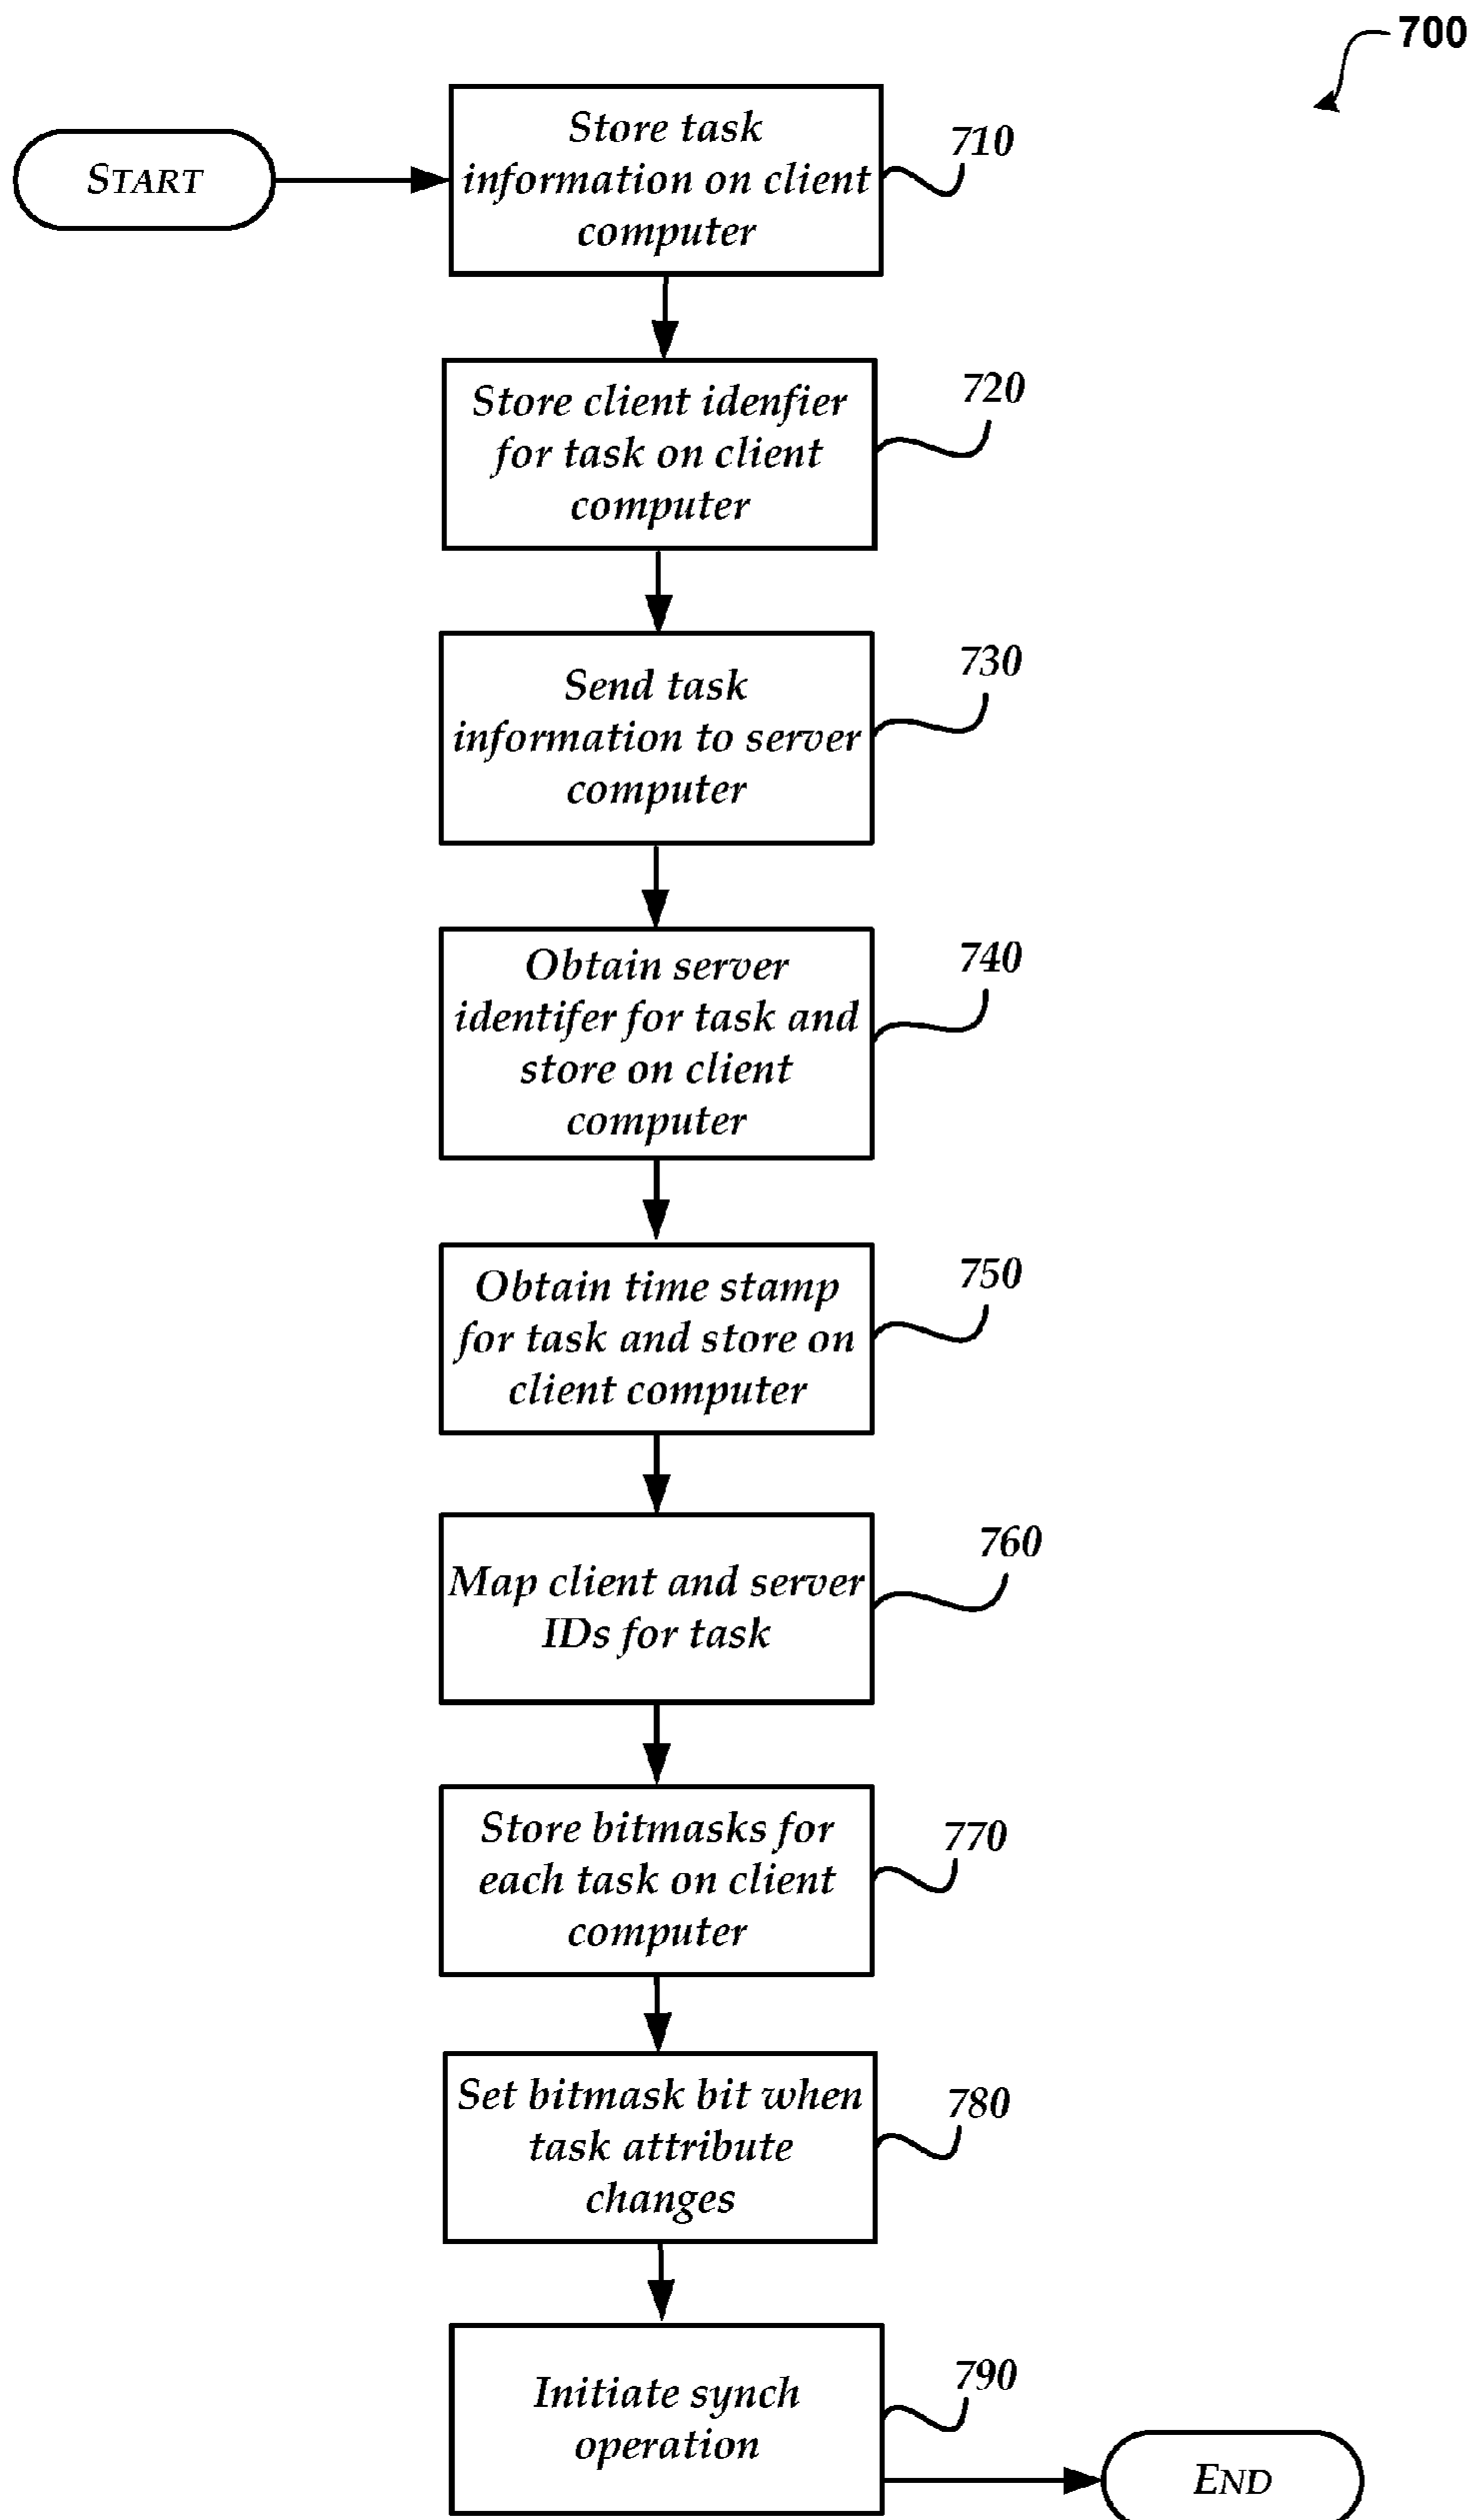 700
START
Store task
information on client
computer
710
Store client idenfier
for task on client
computer
720
Send task
information to server
computer
730
Obtain server
identifer for task and
store on client
computer
740
Obtain time stamp
for task and store on
client computer
750
Map client and server
IDs for task
760
Store bitmasks for
each task on client
computer
770
Set bitmask bit when
task attribute
changes
780
Initiate synch
operation
790
END